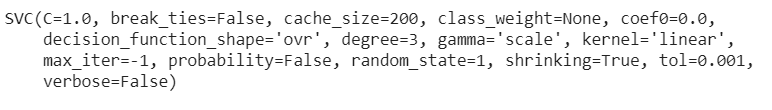 SVC(C=1.0, break_ties=False, cache_size=200, class_weight=None, coef0=0.0,
    decision_function_shape='ovr', degree=3, gamma='scale', kernel='linear',
    max_iter=-1, probability=False, random_state=1, shrinking=True, tol=0.001,
    verbose=False)